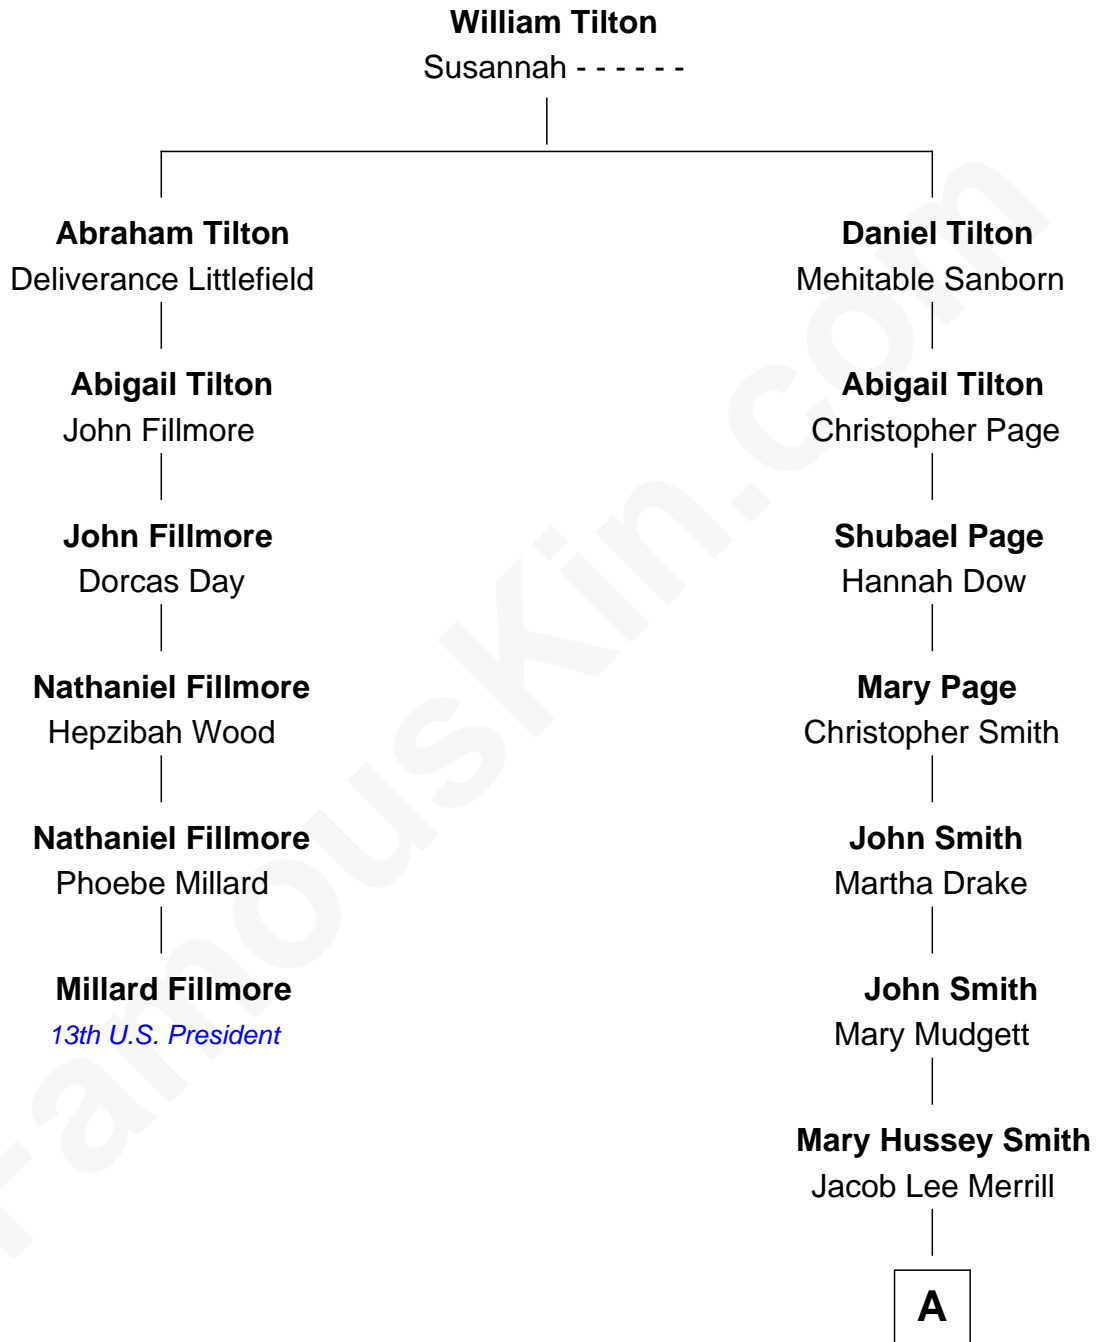 William Tilton
Susannah - - - - - -
Abraham Tilton
Deliverance Littlefield
Daniel Tilton
Mehitable Sanborn
Abigail Tilton
John Fillmore
Abigail Tilton
Christopher Page
John Fillmore
Dorcas Day
Shubael Page
Hannah Dow
Nathaniel Fillmore
Hepzibah Wood
Mary Page
Christopher Smith
Nathaniel Fillmore
Phoebe Millard
John Smith
Martha Drake
Millard Fillmore
13th U.S. President
John Smith
Mary Mudgett
Mary Hussey Smith
Jacob Lee Merrill
A
FamousKin.com